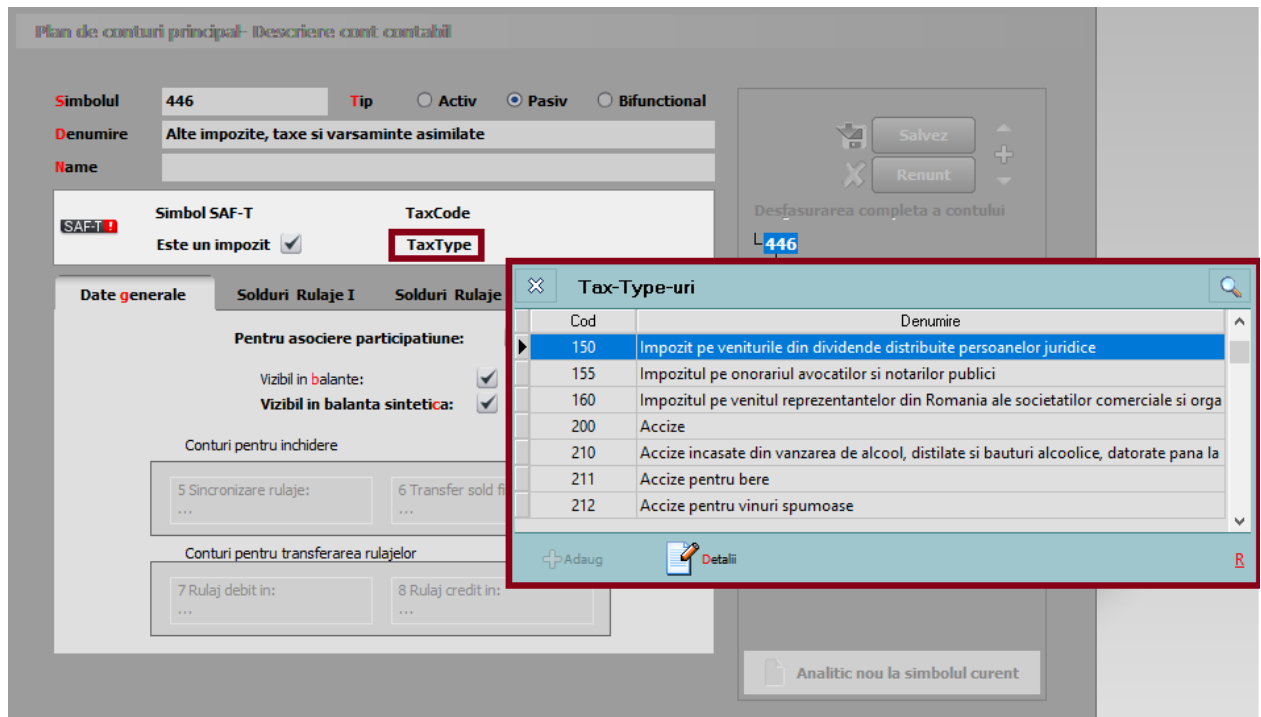 Plan de conturi principal- Descriere cont contabil
Simbolul 446 Tip Activ Pasiv Bifunctional
Denumire Alte impozite, taxe si varsaminte asimilate
Name
Salvez
Renunt
Desfasurarea completa a contului
446
SAF-T!
Simbol SAF-T TaxCode
Este un impozit TaxType
Date generale Solduri Rulaje I Solduri Rulaje
Pentru asociere participatiune:
Vizibil in balante:
Vizibil in balanta sintetica:
Conturi pentru inchidere
5 Sincronizare rulaje: 6 Transfer sold fi
... ...
Conturi pentru transferarea rulajelor
7 Rulaj debit in: 8 Rulaj credit in:
... ...
Tax-Type-uri
Cod Denumire
150 Impozit pe veniturile din dividende distribuite persoanelor juridice
155 Impozitul pe onorariul avocatilor si notarilor publici
160 Impozitul pe venitul reprezentantelor din Romania ale societatilor comerciale si orga
200 Accize
210 Accize incasate din vanzarea de alcool, distilate si bauturi alcoolice, datorate pana la
211 Accize pentru bere
212 Accize pentru vinuri spumoase
Adaug Detalii R
Analitic nou la simbolul curent